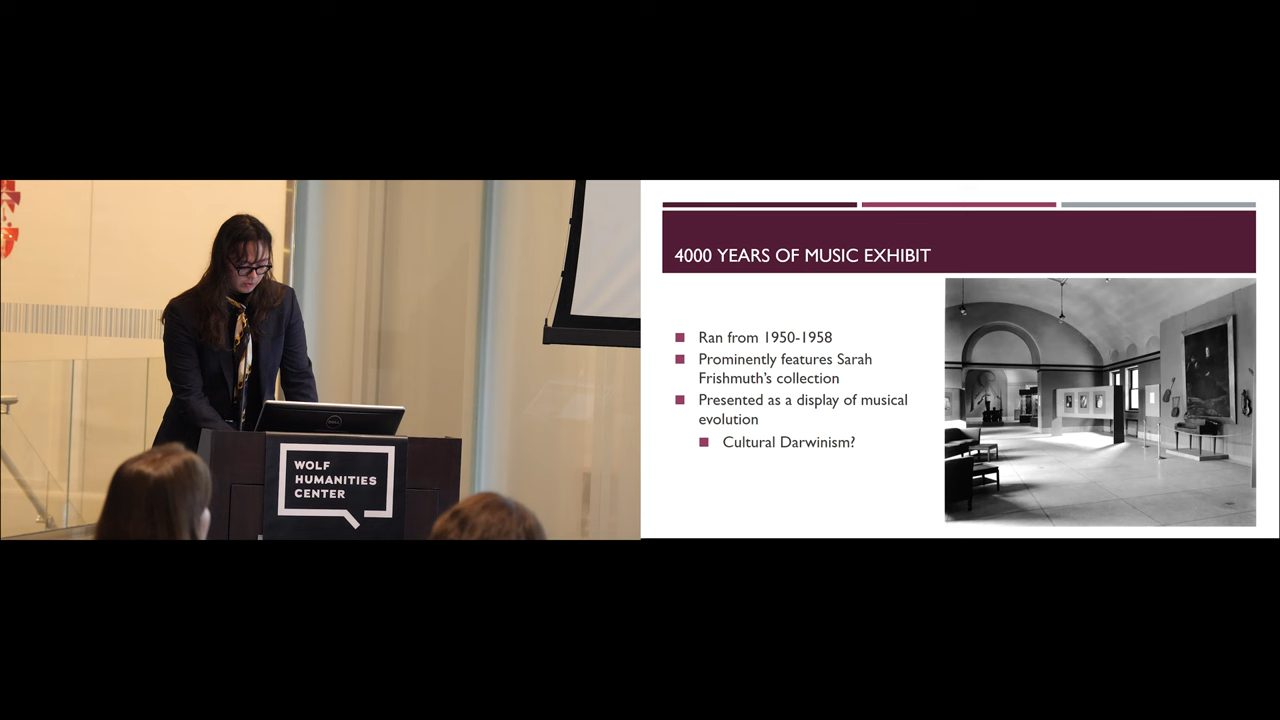 WOLF
HUMANITIES
CENTER
DELL
4000 YEARS OF MUSIC EXHIBIT
Ran from 1950-1958
Prominently features Sarah
Frishmuth's collection
Presented as a display of musical
evolution
Cultural Darwinism?